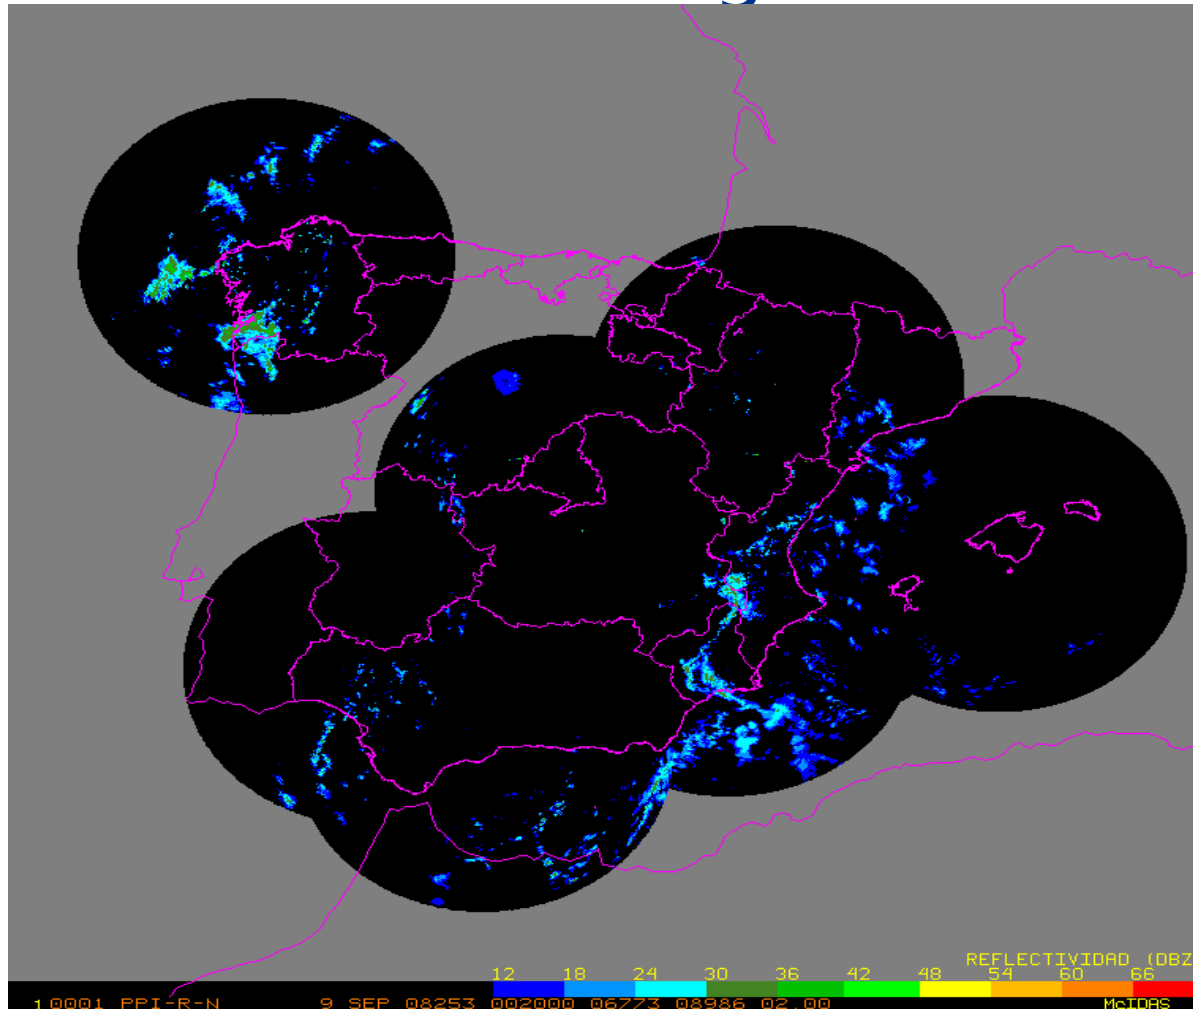 REFLECTIVIDAD (DBZ
12 18 24 30 36 42 48 54 60 66
1 0001 PPI-R-N 9 SEP 08253 002000 06773 08986 02.00 McIDAS